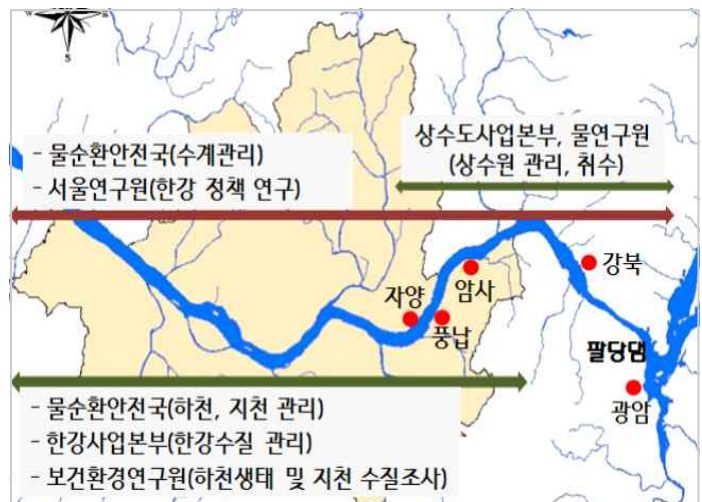 S
- 물순환안전국(수계관리)
- 서울연구원(한강 정책 연구)
상수도사업본부, 물연구원
(상수원 관리, 취수)
강북
암사
자양
풍납
팔당댐
광암
- 물순환안전국(하천, 지천 관리)
- 한강사업본부(한강수질 관리)
- 보건환경연구원(하천생태 및 지천 수질조사)